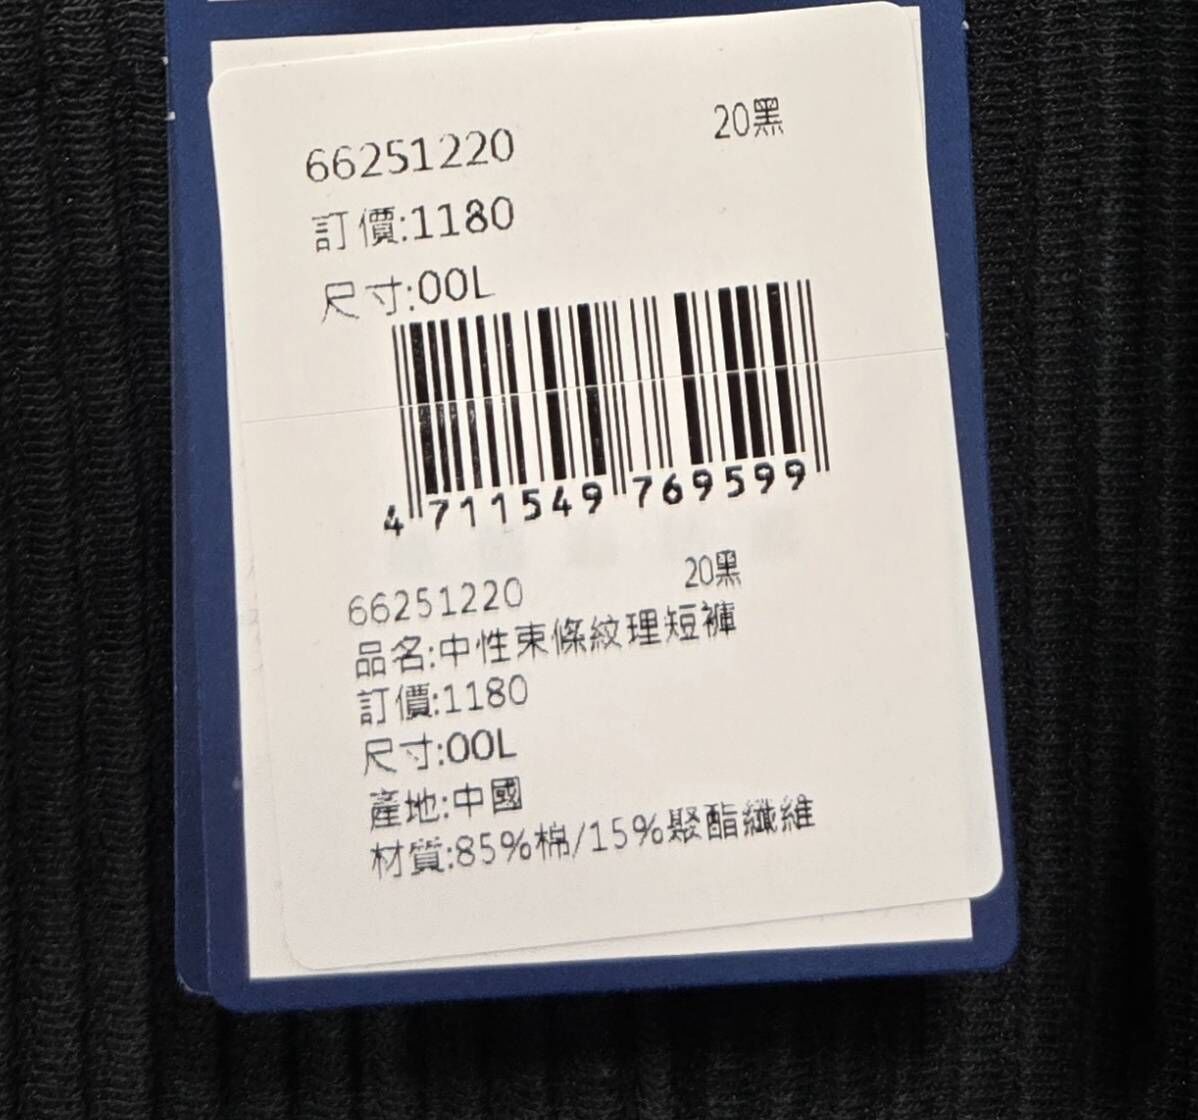 66251220 20黑
訂價:1180
尺寸:00L
4 711549 769599
66251220 20黑
品名:中性束條紋理短褲
訂價:1180
尺寸:00L
產地:中國
材質:85%棉/15%聚酯纖維